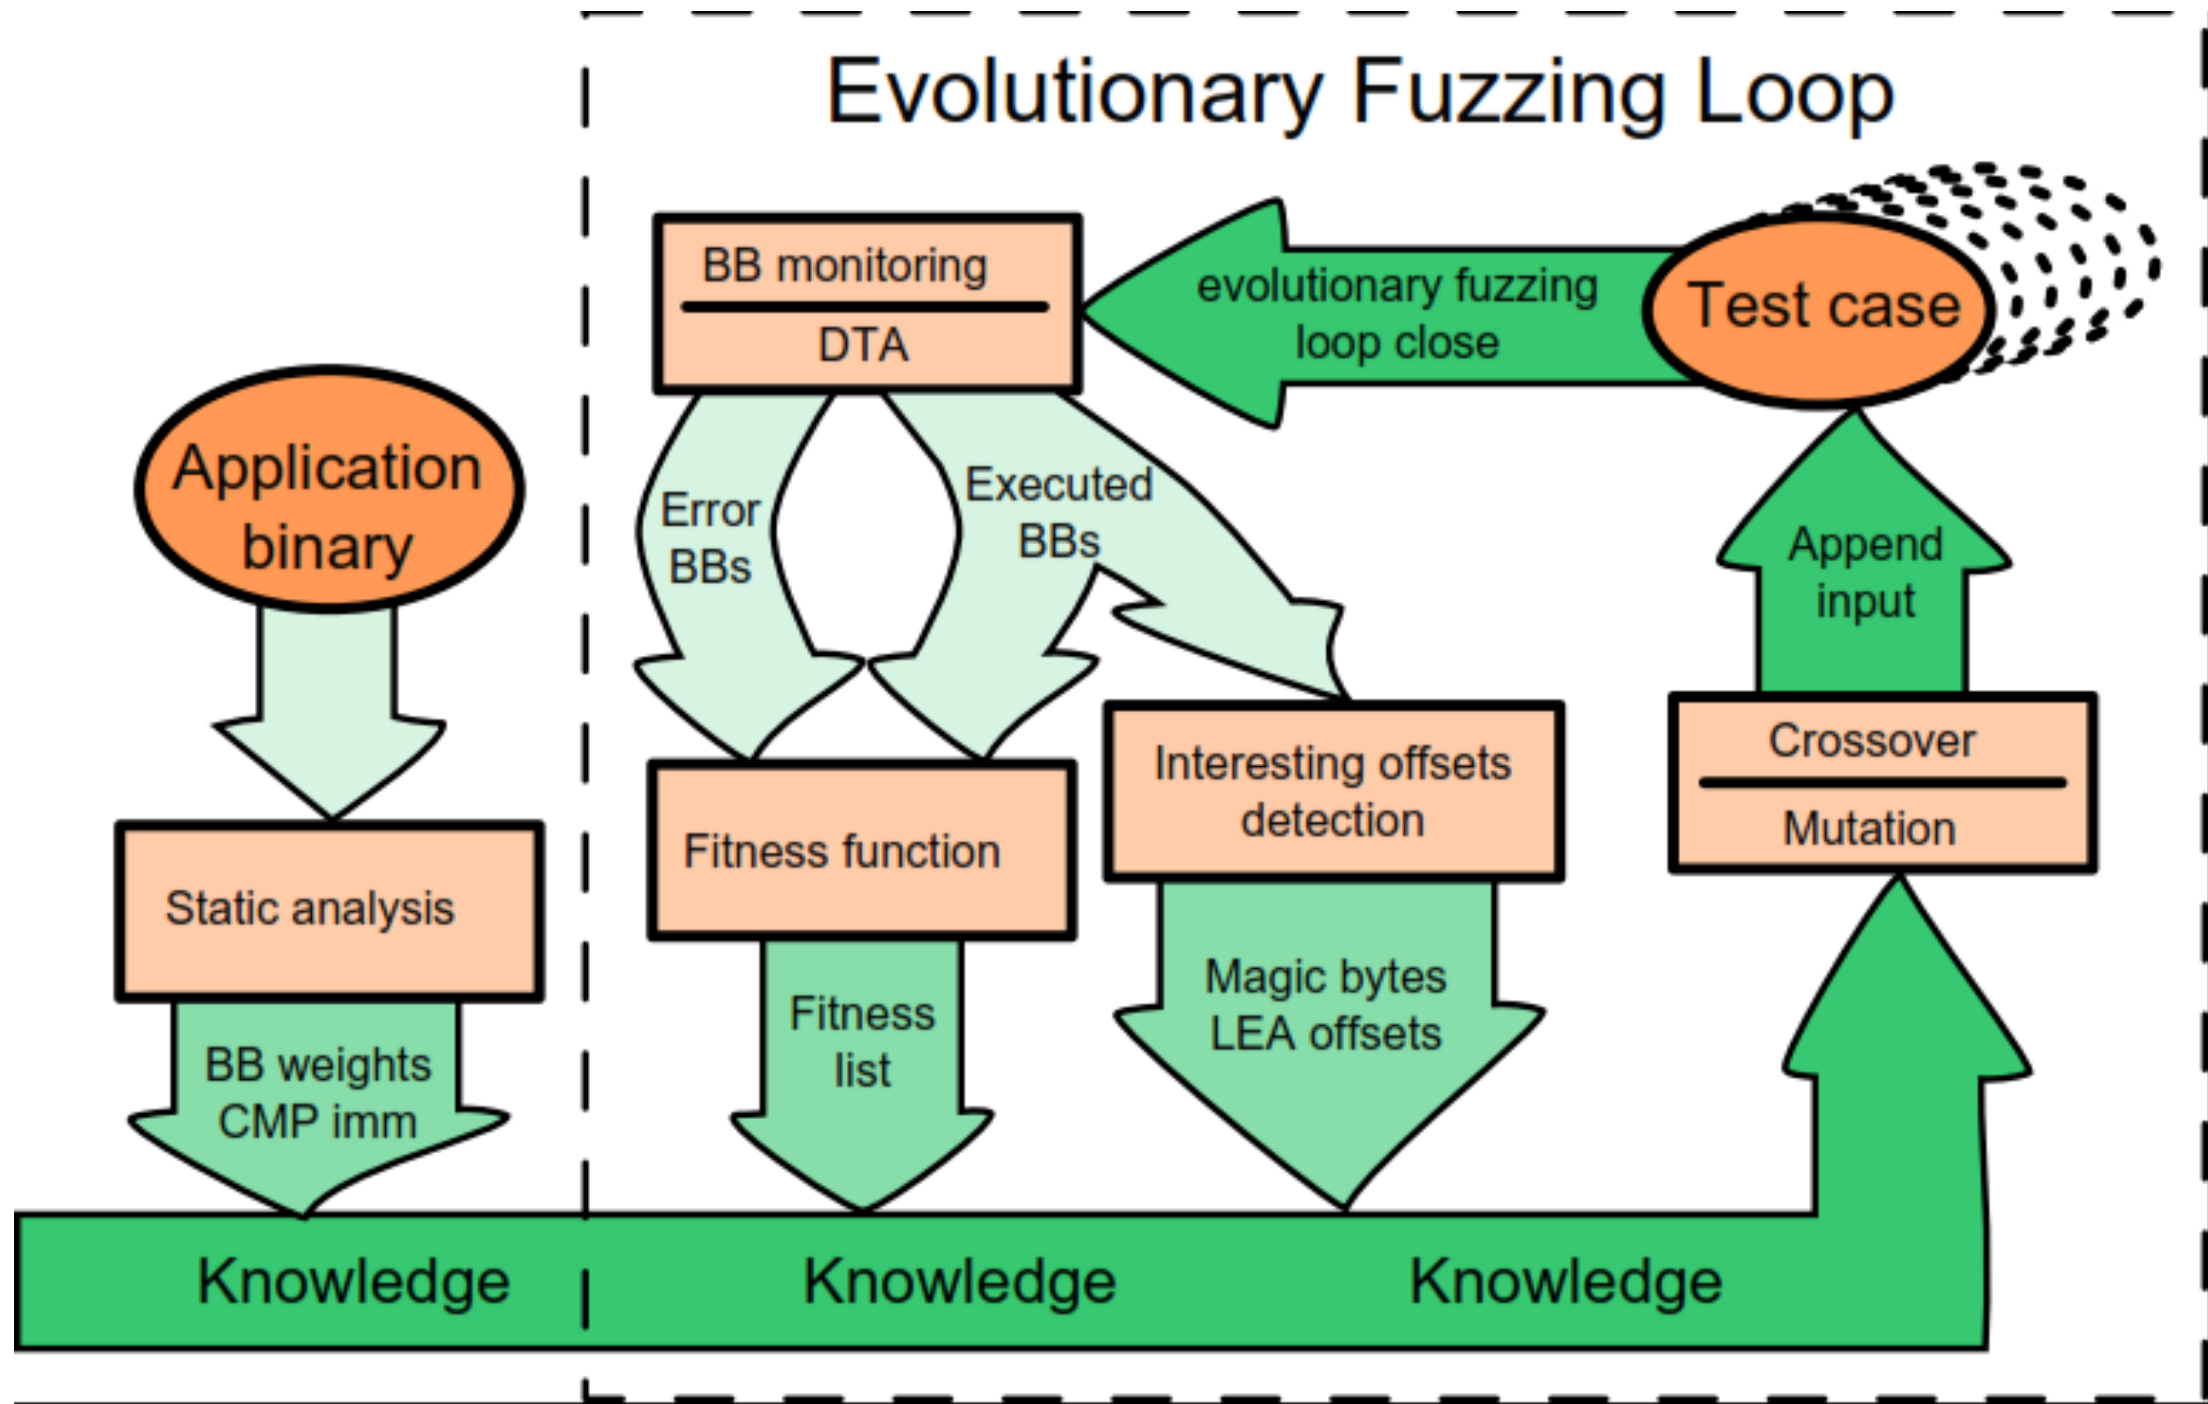 Evolutionary Fuzzing Loop
BB monitoring
DTA
evolutionary fuzzing
loop close
Test case
Application
binary
Error
BBs
Executed
BBs
Append
input
Static analysis
Fitness function
Interesting offsets
detection
Crossover
Mutation
BB weights
CMP imm
Fitness
list
Magic bytes
LEA offsets
Knowledge
Knowledge
Knowledge